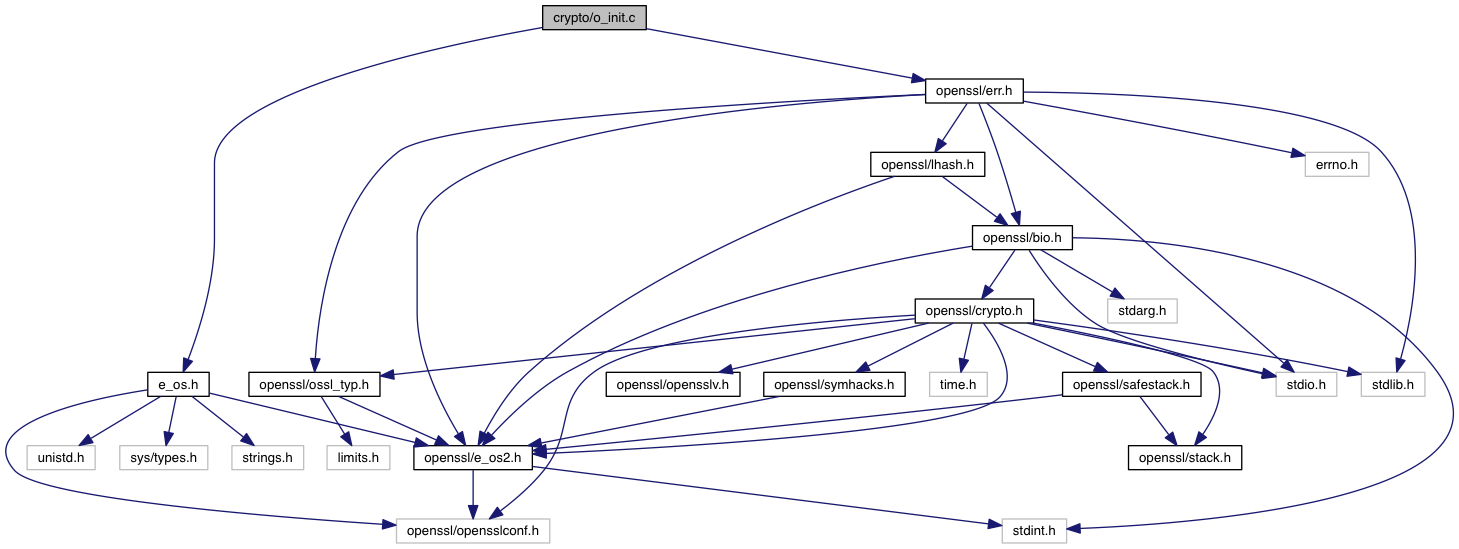 crypto/o_init.c
openssl/err.h
openssl/lhash.h
errno.h
openssl/bio.h
openssl/crypto.h
stdarg.h
e_os.h
openssl/ossl_typ.h
openssl/opensslv.h
openssl/symhacks.h
time.h
openssl/safestack.h
stdio.h
stdlib.h
unistd.h
sys/types.h
strings.h
limits.h
openssl/e_os2.h
openssl/stack.h
openssl/opensslconf.h
stdint.h